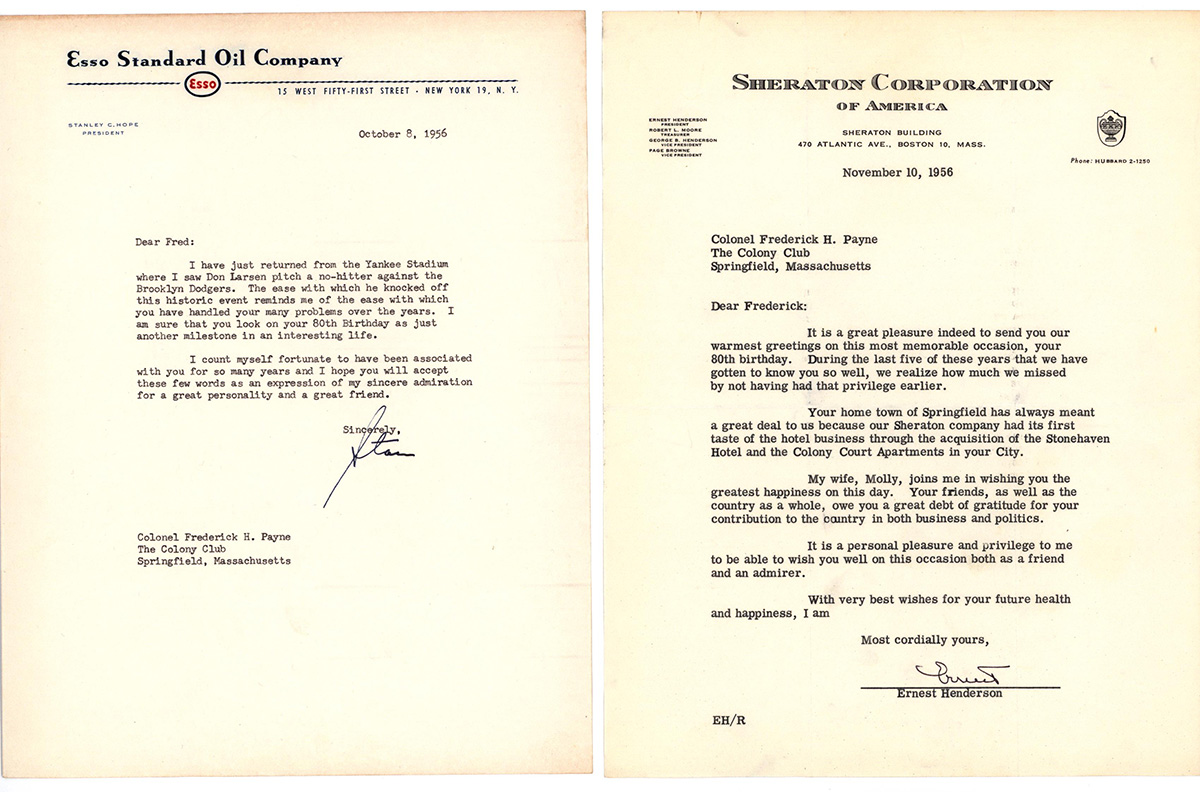 Esso Standard Oil Company
Esso
15 WEST FIFTY-FIRST STREET · NEW YORK 19, N. Y.
STANLEY C. HOPE
PRESIDENT
October 8, 1956
Dear Fred:
I have just returned from the Yankee Stadium
where I saw Don Larsen pitch a no-hitter against the
Brooklyn Dodgers. The ease with which he knocked off
this historic event reminds me of the ease with which
you have handled your many problems over the years. I
am sure that you look on your 80th Birthday as just
another milestone in an interesting life.
I count myself fortunate to have been associated
with you for so many years and I hope you will accept
these few words as an expression of my sincere admiration
for a great personality and a great friend.
Sincerely,
Stan
Colonel Frederick H. Payne
The Colony Club
Springfield, Massachusetts
SHERATON CORPORATION
OF AMERICA
ERNEST HENDERSON
PRESIDENT
ROBERT L. MOORE
TREASURER
GEORGE B. HENDERSON
VICE PRESIDENT
PAGE BROWNE
VICE PRESIDENT
SHERATON BUILDING
470 ATLANTIC AVE., BOSTON 10, MASS.
Phone: HUBBARD 2-1250
November 10, 1956
Colonel Frederick H. Payne
The Colony Club
Springfield, Massachusetts
Dear Frederick:
It is a great pleasure indeed to send you our
warmest greetings on this most memorable occasion, your
80th birthday. During the last five of these years that we have
gotten to know you so well, we realize how much we missed
by not having had that privilege earlier.
Your home town of Springfield has always meant
a great deal to us because our Sheraton company had its first
taste of the hotel business through the acquisition of the Stonehaven
Hotel and the Colony Court Apartments in your City.
My wife, Molly, joins me in wishing you the
greatest happiness on this day. Your friends, as well as the
country as a whole, owe you a great debt of gratitude for your
contribution to the country in both business and politics.
It is a personal pleasure and privilege to me
to be able to wish you well on this occasion both as a friend
and an admirer.
With very best wishes for your future health
and happiness, I am
Most cordially yours,
Ernest
Ernest Henderson
EH/R